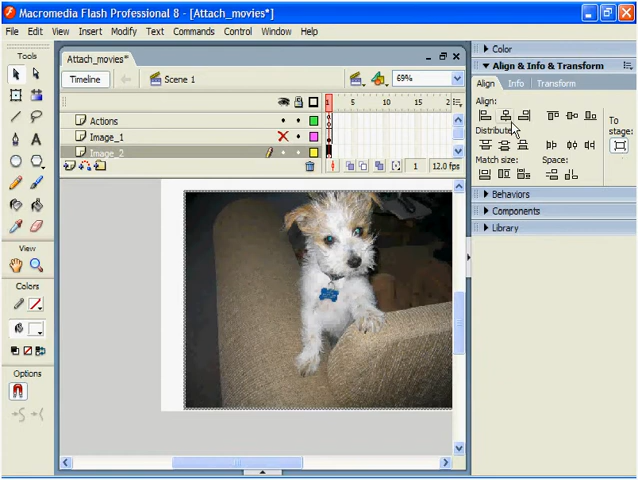 Macromedia Flash Professional 8 - [Attach_movies*]
File Edit View Insert Modify Text Commands Control Window Help
Tools
View
Colors
Options
Attach_movies*
Timeline
Scene 1
69%
1 5 10 15 2
Actions
Image_1
Image_2
1 12.0 fps
Color
Align & Info & Transform
Align Info Transform
Align:
Distribute:
Match size: Space:
To stage:
Behaviors
Components
Library